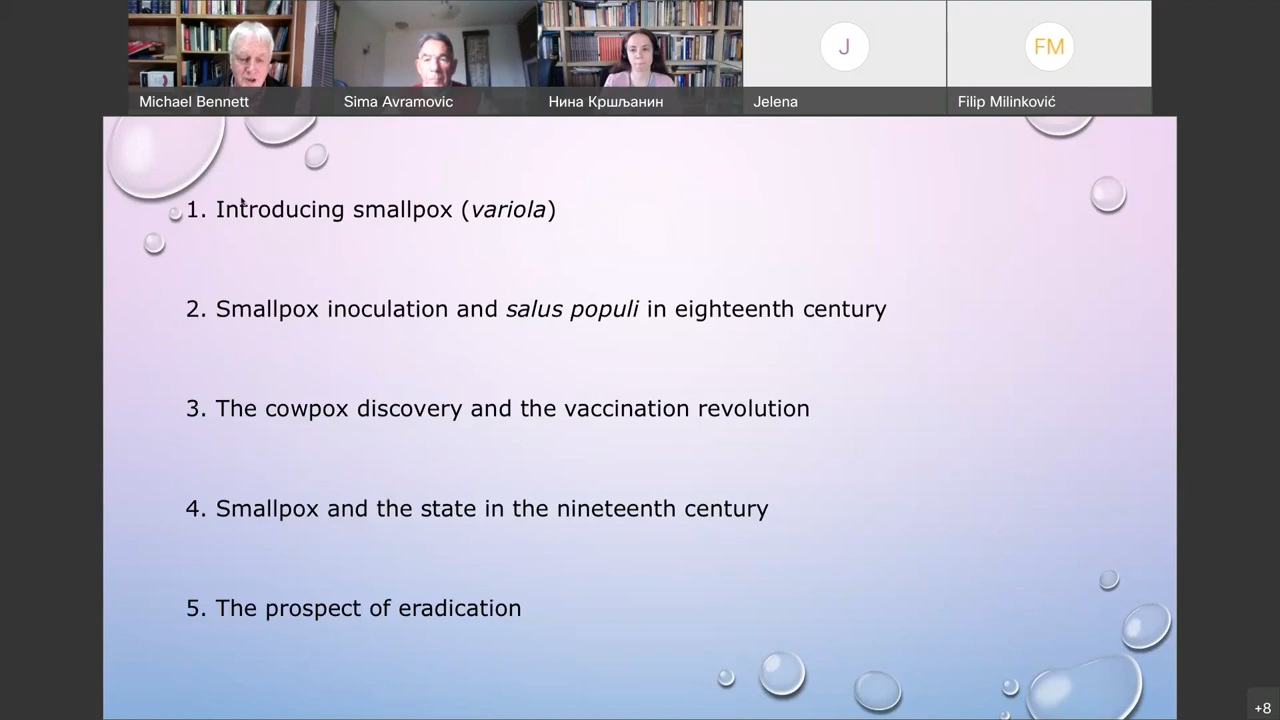 Michael Bennett
Sima Avramovic
Нина Кршљанин
J
Jelena
FM
Filip Milinković
1. Introducing smallpox (variola)
2. Smallpox inoculation and salus populi in eighteenth century
3. The cowpox discovery and the vaccination revolution
4. Smallpox and the state in the nineteenth century
5. The prospect of eradication
+8